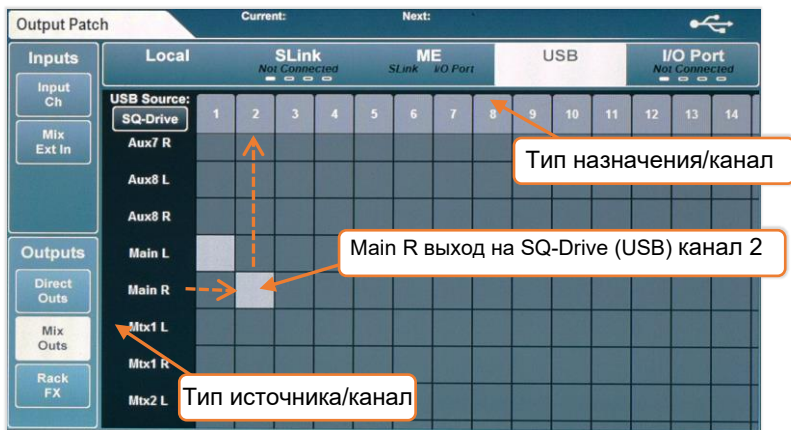 Output Patch
Current:
Next:
Inputs
Input
Ch
Mix
Ext In
Outputs
Direct
Outs
Mix
Outs
Rack
FX
Local
SLink
Not Connected
ME
SLink I/O Port
USB
I/O Port
Not Connected
USB Source:
SQ-Drive
1 2 3 4 5 6 7 8 9 10 11 12 13 14
Aux7 R
Aux8 L
Aux8 R
Main L
Main R
Mtx1 L
Mtx1 R
Mtx2 L
Тип назначения/канал
Main R выход на SQ-Drive (USB) канал 2
Тип источника/канал